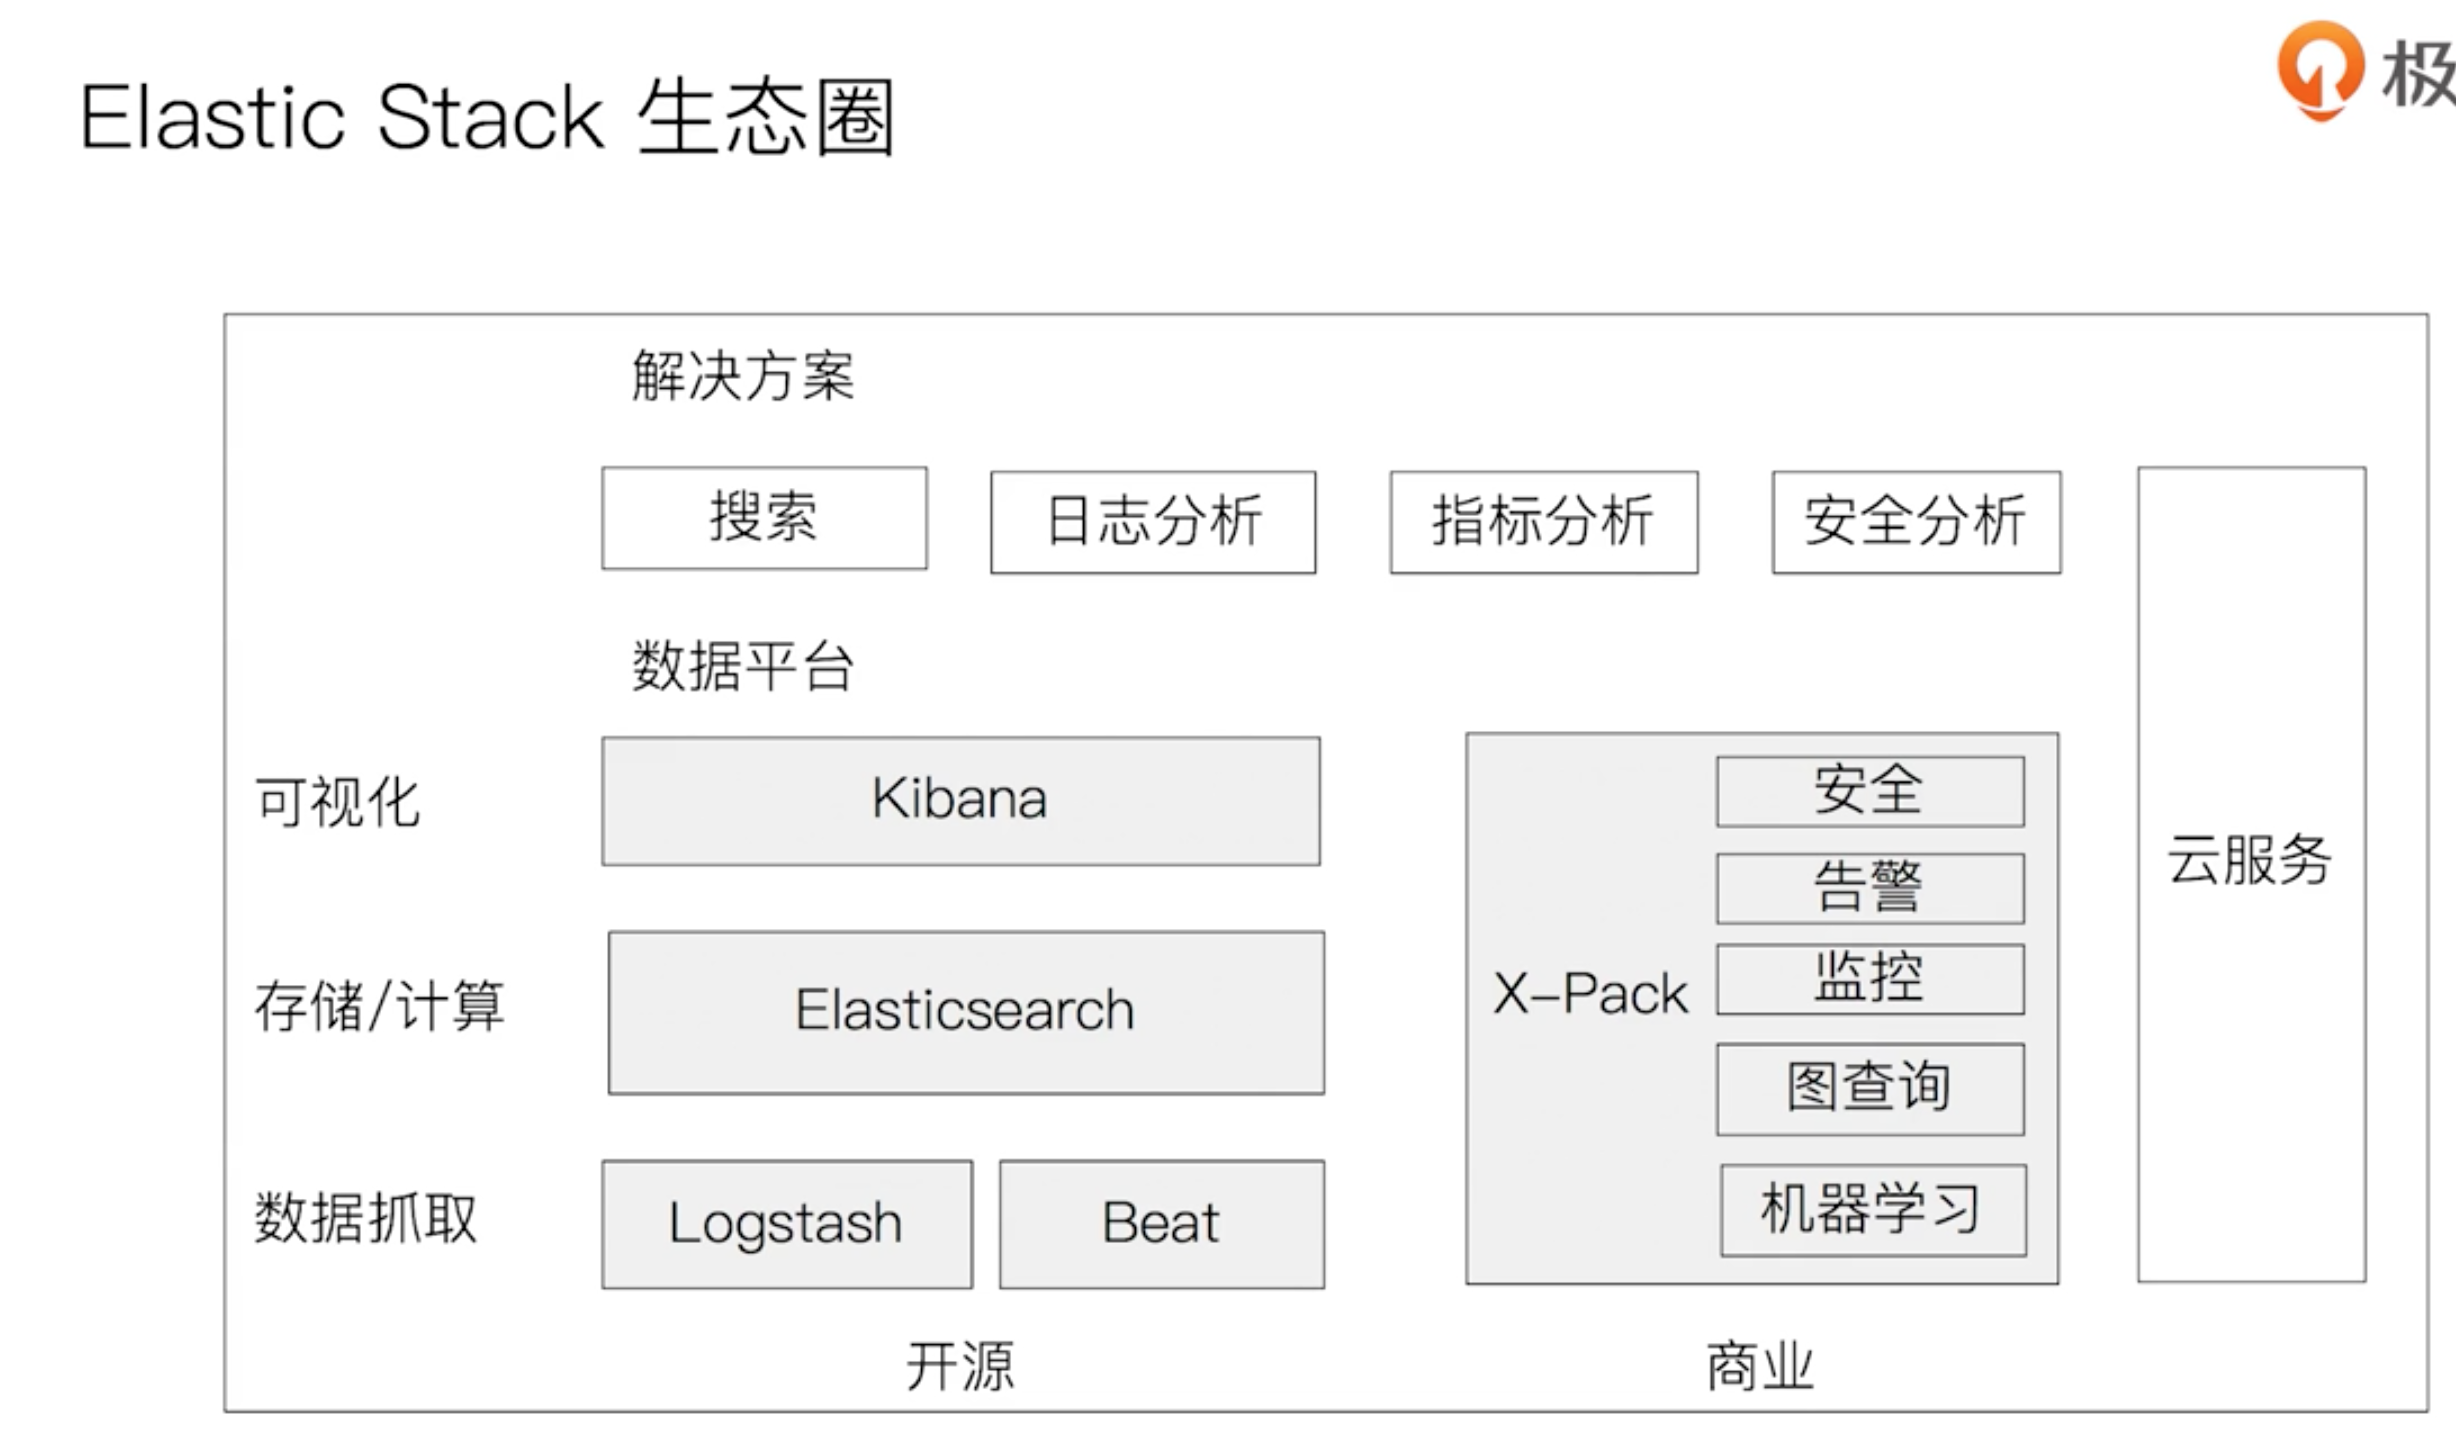 Elastic Stack 生态圈
极
解决方案
搜索
日志分析
指标分析
安全分析
数据平台
可视化
Kibana
存储/计算
Elasticsearch
数据抓取
Logstash
Beat
X-Pack
安全
告警
监控
图查询
机器学习
云服务
开源
商业